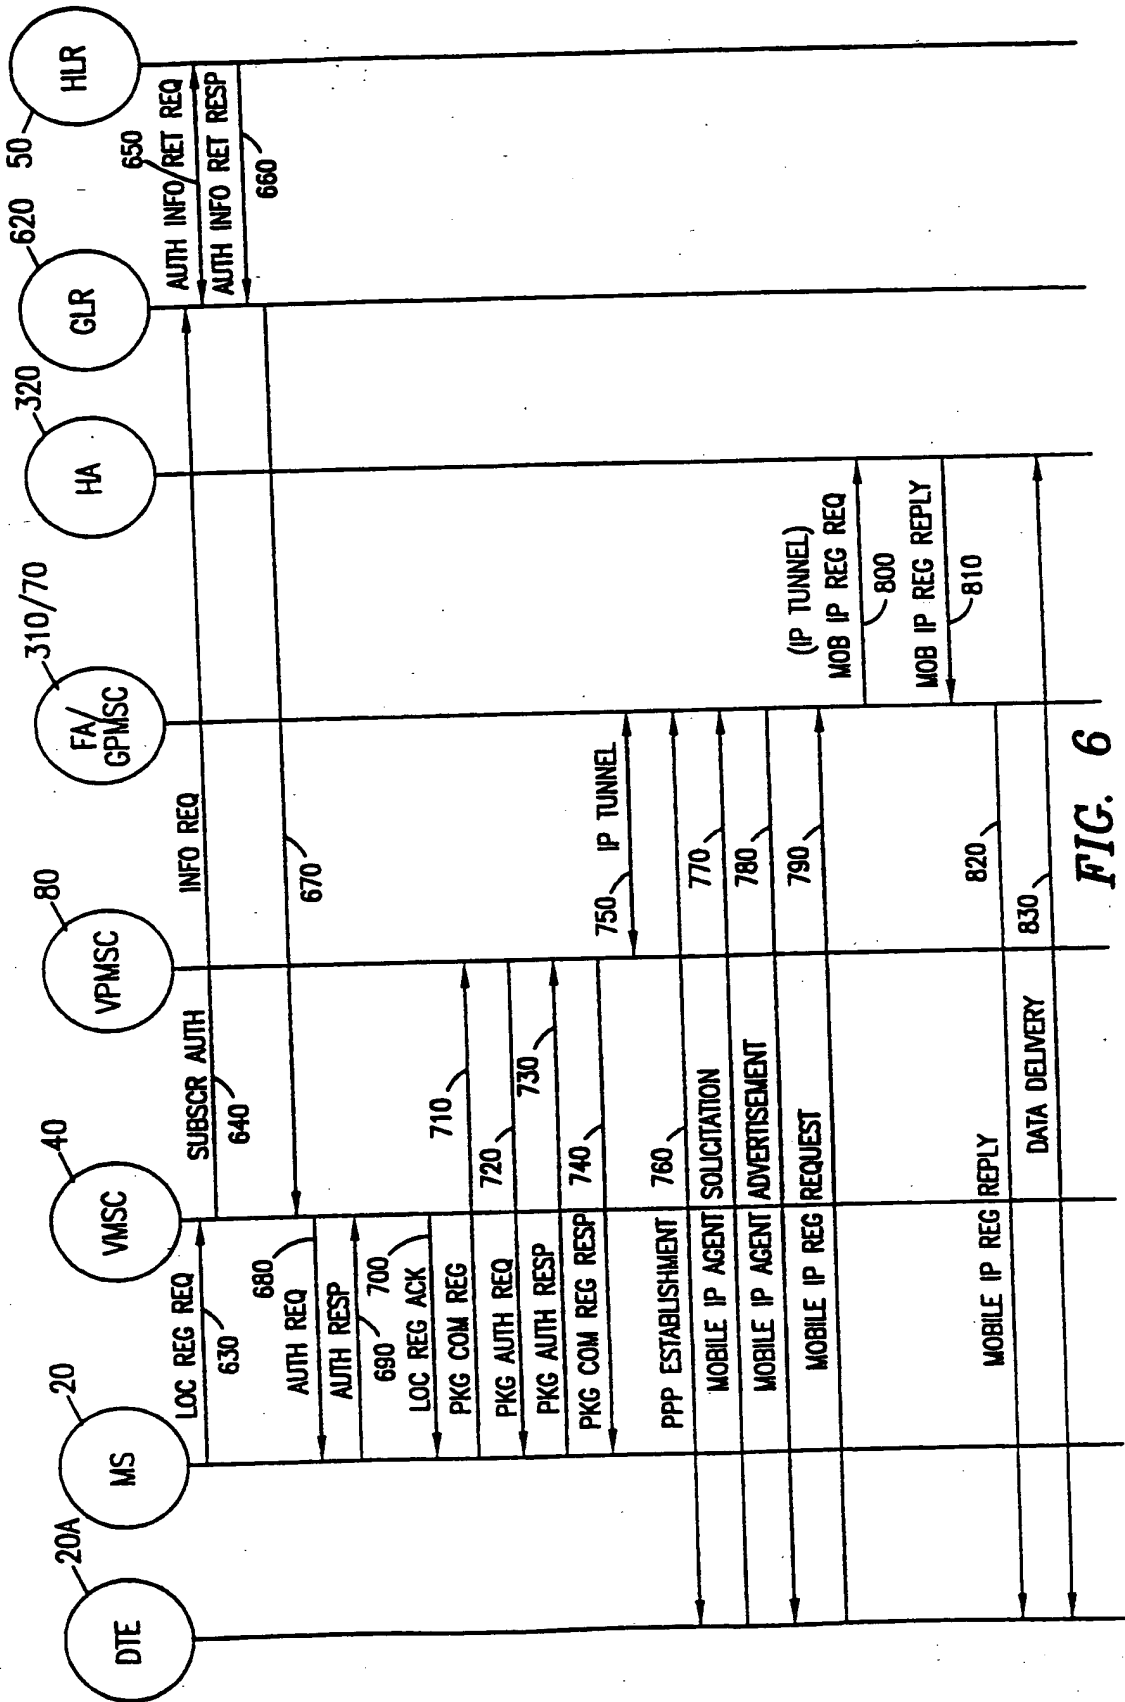 20A
DTE
20
MS
40
VMSC
80
VPMSC
310/70
FA/
GPMSC
320
HA
620
GLR
50
HLR
LOC REG REQ
630
SUBSCR AUTH INFO REQ
640
AUTH INFO RET REQ
650
AUTH INFO RET RESP
660
670
680
AUTH REQ
AUTH RESP
690
700
LOC REG ACK
PKG COM REG
710
PKG AUTH REQ
720
PKG AUTH RESP
730
PKG COM REG RESP
740
750
IP TUNNEL
PPP ESTABLISHMENT
760
MOBILE IP AGENT SOLICITATION
770
MOBILE IP AGENT ADVERTISEMENT
780
MOBILE IP REG REQUEST
790
(IP TUNNEL)
MOB IP REG REQ
800
MOB IP REG REPLY
810
MOBILE IP REG REPLY
820
DATA DELIVERY
830
FIG. 6